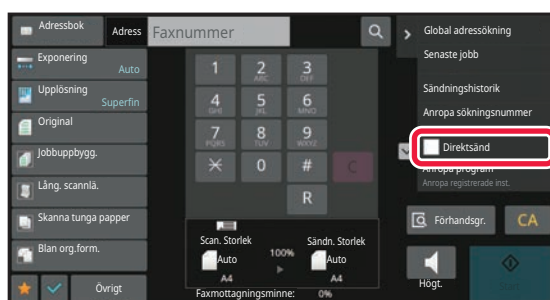 Adressbok
Adress
Faxnummer
Exponering
Auto
Upplösning
Superfin
Original
Jobbuppbygg.
Lång. scannlä.
Skanna tunga papper
Blan org.form.
Övrigt
1
2
ABC
3
DEF
4
GHI
5
JKL
6
MNO
7
PQRS
8
TUV
9
WXYZ
0
#
C
R
Scan. Storlek
100%
Sändn. Storlek
Auto
Auto
A4
A4
Faxmottagningsminne: 0%
Global adressökning
Senaste jobb
Sändningshistorik
Anropa sökningsnummer
Direktsänd
Anropa program
Anropa registrerade inst.
Förhandsgr.
CA
Högt.
Start